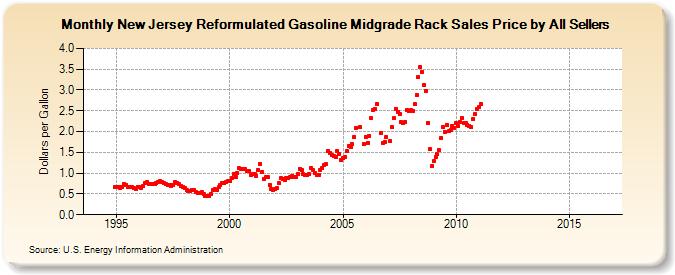 Monthly New Jersey Reformulated Gasoline Midgrade Rack Sales Price by All Sellers
Dollars per Gallon
4.0
3.5
3.0
2.5
2.0
1.5
1.0
0.5
0.0
1995 2000 2005 2010 2015
Source: U.S. Energy Information Administration